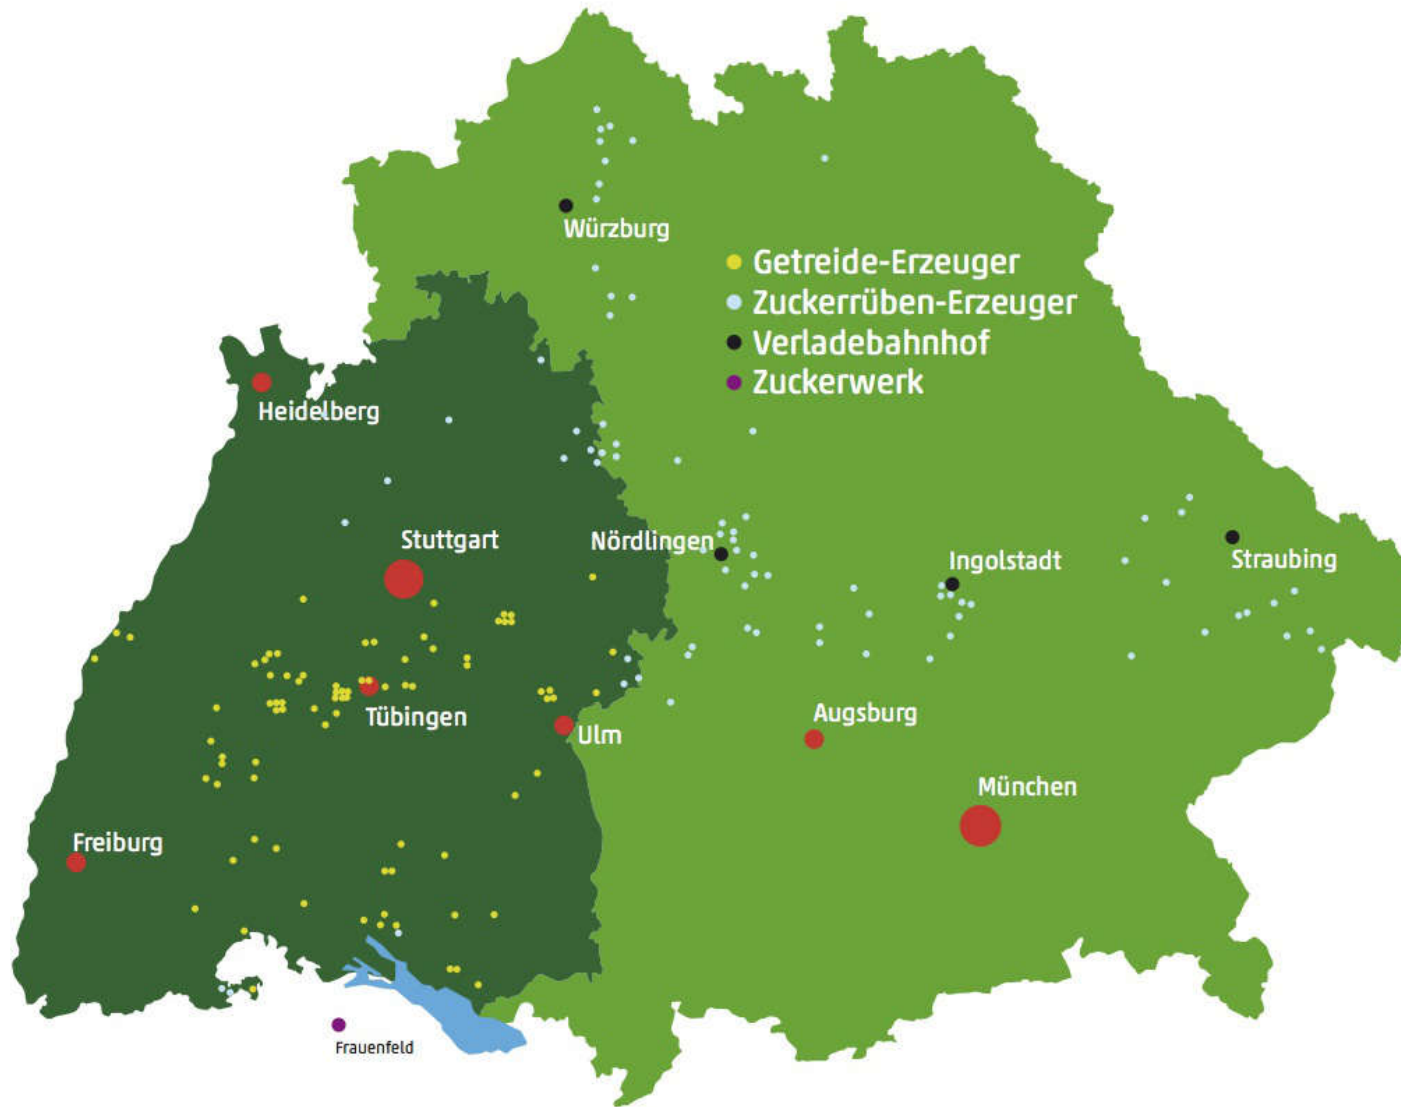 Würzburg
Getreide-Erzeuger
Zuckerrüben-Erzeuger
Verladebahnhof
Zuckerwerk
Heidelberg
Stuttgart
Nördlingen
Ingolstadt
Straubing
Tübingen
Ulm
Augsburg
München
Freiburg
Frauenfeld